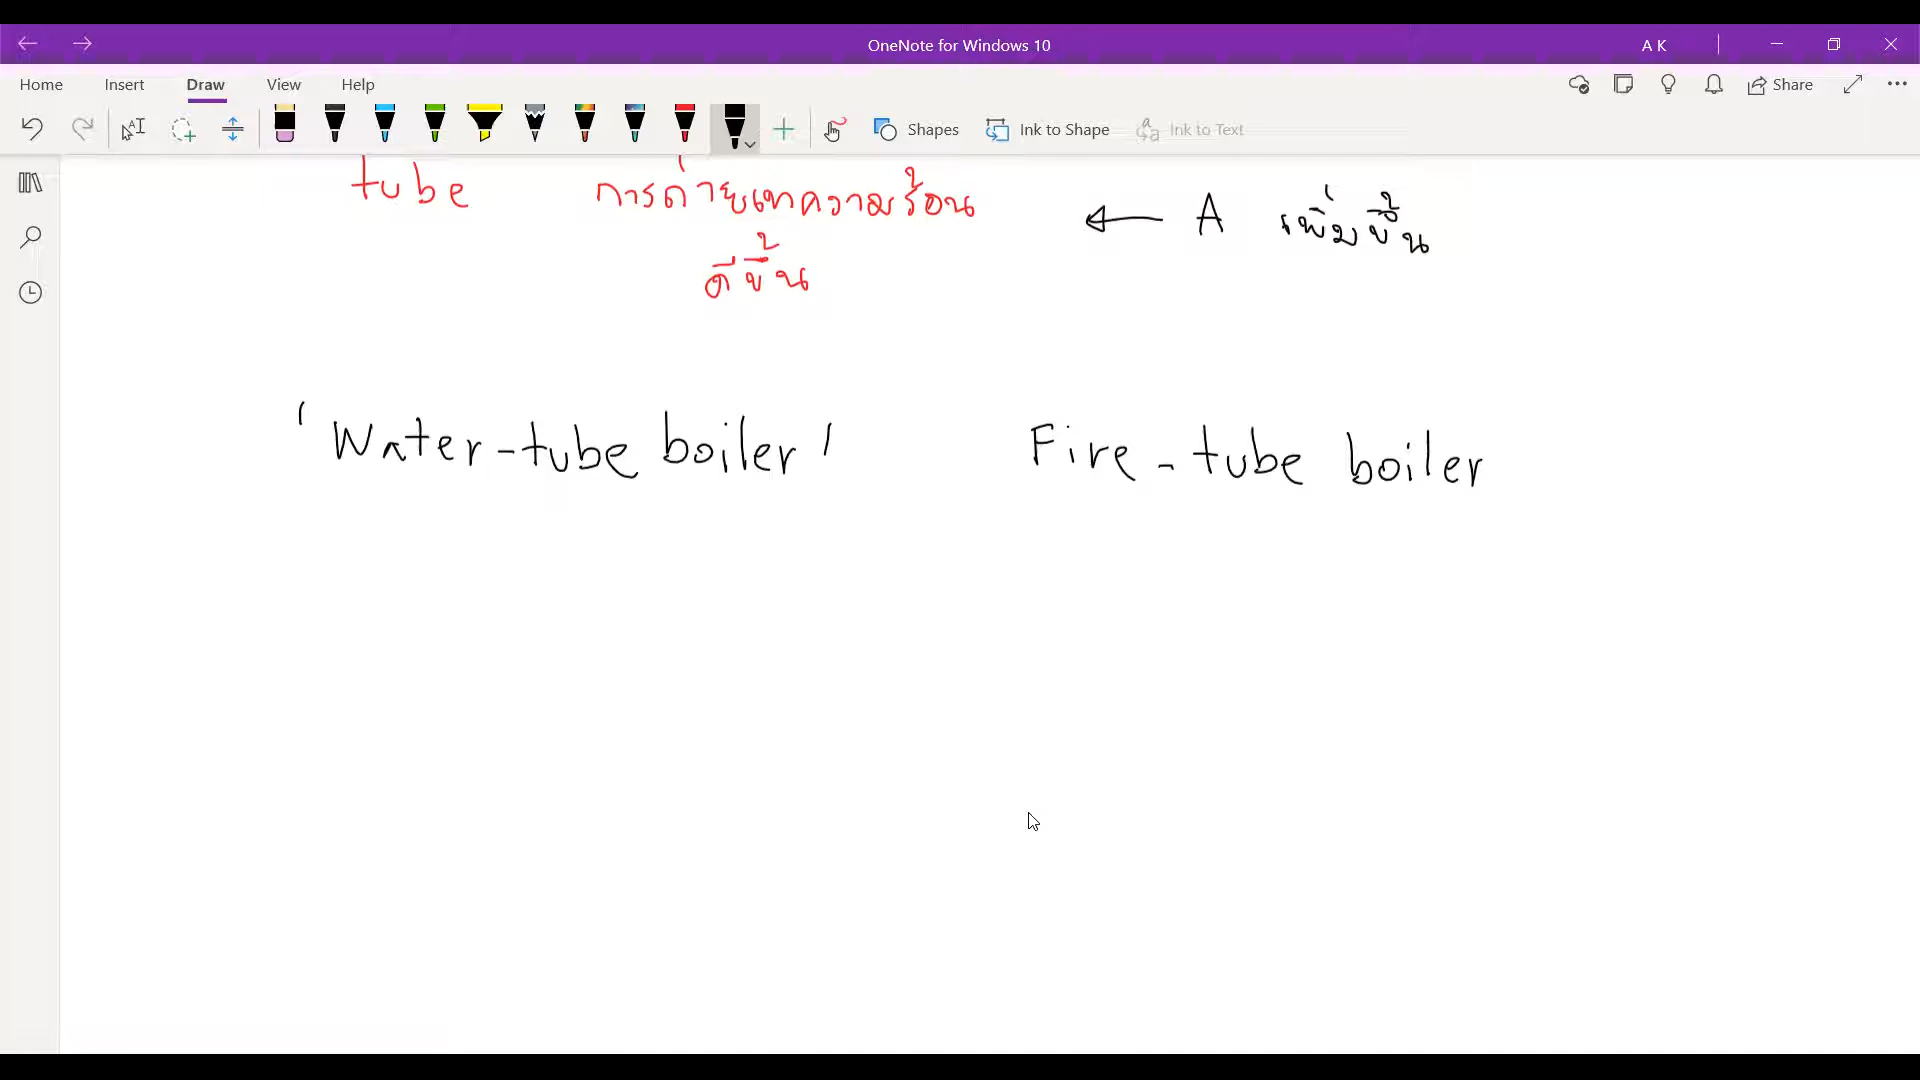 OneNote for Windows 10
A K
Home Insert Draw View Help
Share
Shapes Ink to Shape Ink to Text
tube การถ่ายเทความร้อน ← A เพิ่มขึ้น
ดีขึ้น
'Water-tube boiler' Fire-tube boiler